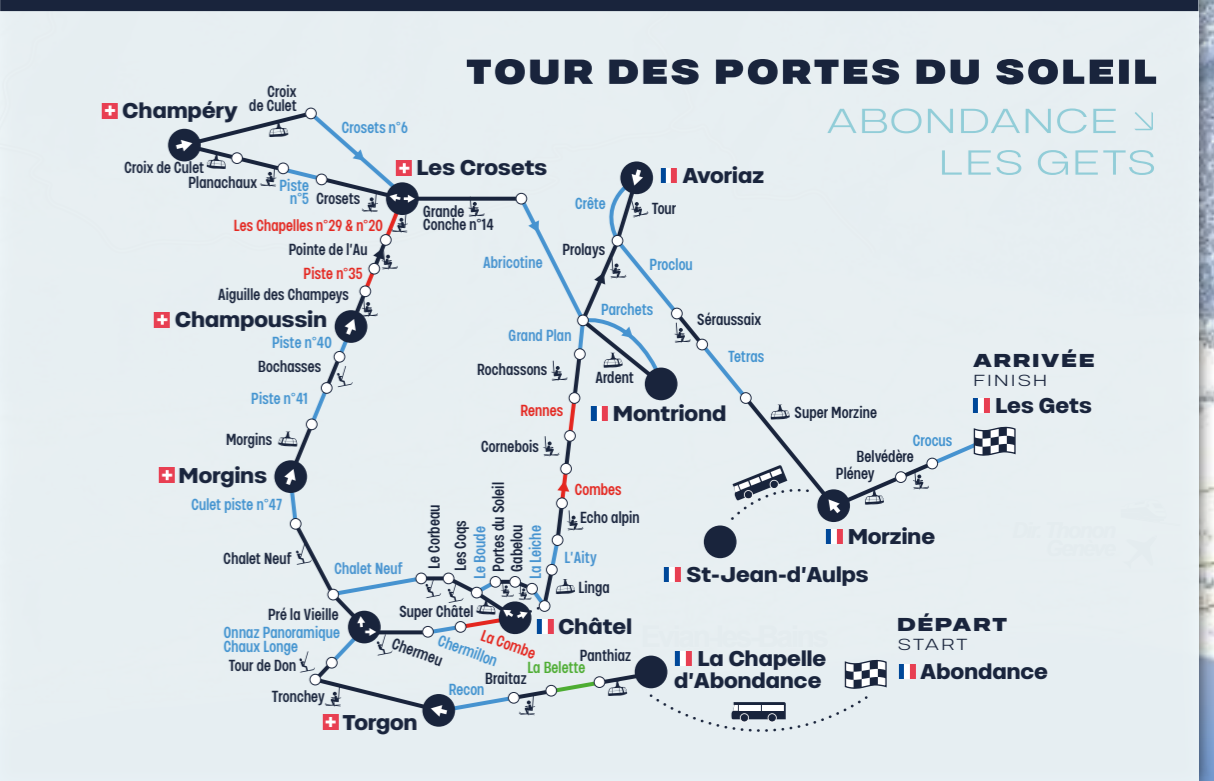 TOUR DES PORTES DU SOLEIL
ABONDANCE
LES GETS
Champéry
Croix
de Culet
Crosets n°6
Croix de Culet
Planachaux
Piste
n°5
Crosets
Les Crosets
Grande
Conche n°14
Les Chapelles n°29 & n°20
Pointe de l'Au
Piste n°35
Aiguille des Champeys
Champoussin
Piste n°40
Bochasses
Piste n°41
Morgins
Morgins
Culet piste n°47
Chalet Neuf
Chalet Neuf
Pré la Vieille
Onnaz Panoramique
Chaux Longe
Tour de Don
Tronchey
Torgon
Abricotine
Avoriaz
Crête
Tour
Prolays
Proclou
Parchets
Séraussaix
Grand Plan
Tetras
Rochassons
Ardent
Montriond
Rennes
Super Morzine
Cornebois
Combes
Echo alpin
L'Aity
Linga
Le Corbeau
Les Coqs
Le Boude
Portes du Soleil
Gabelou
La Leiche
Super Châtel
Châtel
Chermeu
Chermillon
La Combe
Recon
Braitaz
La Belette
Panthiaz
La Chapelle
d'Abondance
ARRIVÉE
FINISH
Les Gets
Crocus
Belvédère
Pléney
Morzine
St-Jean-d'Aulps
DÉPART
START
Abondance
Dir. Thonon
Genève
Evian-les-Bains